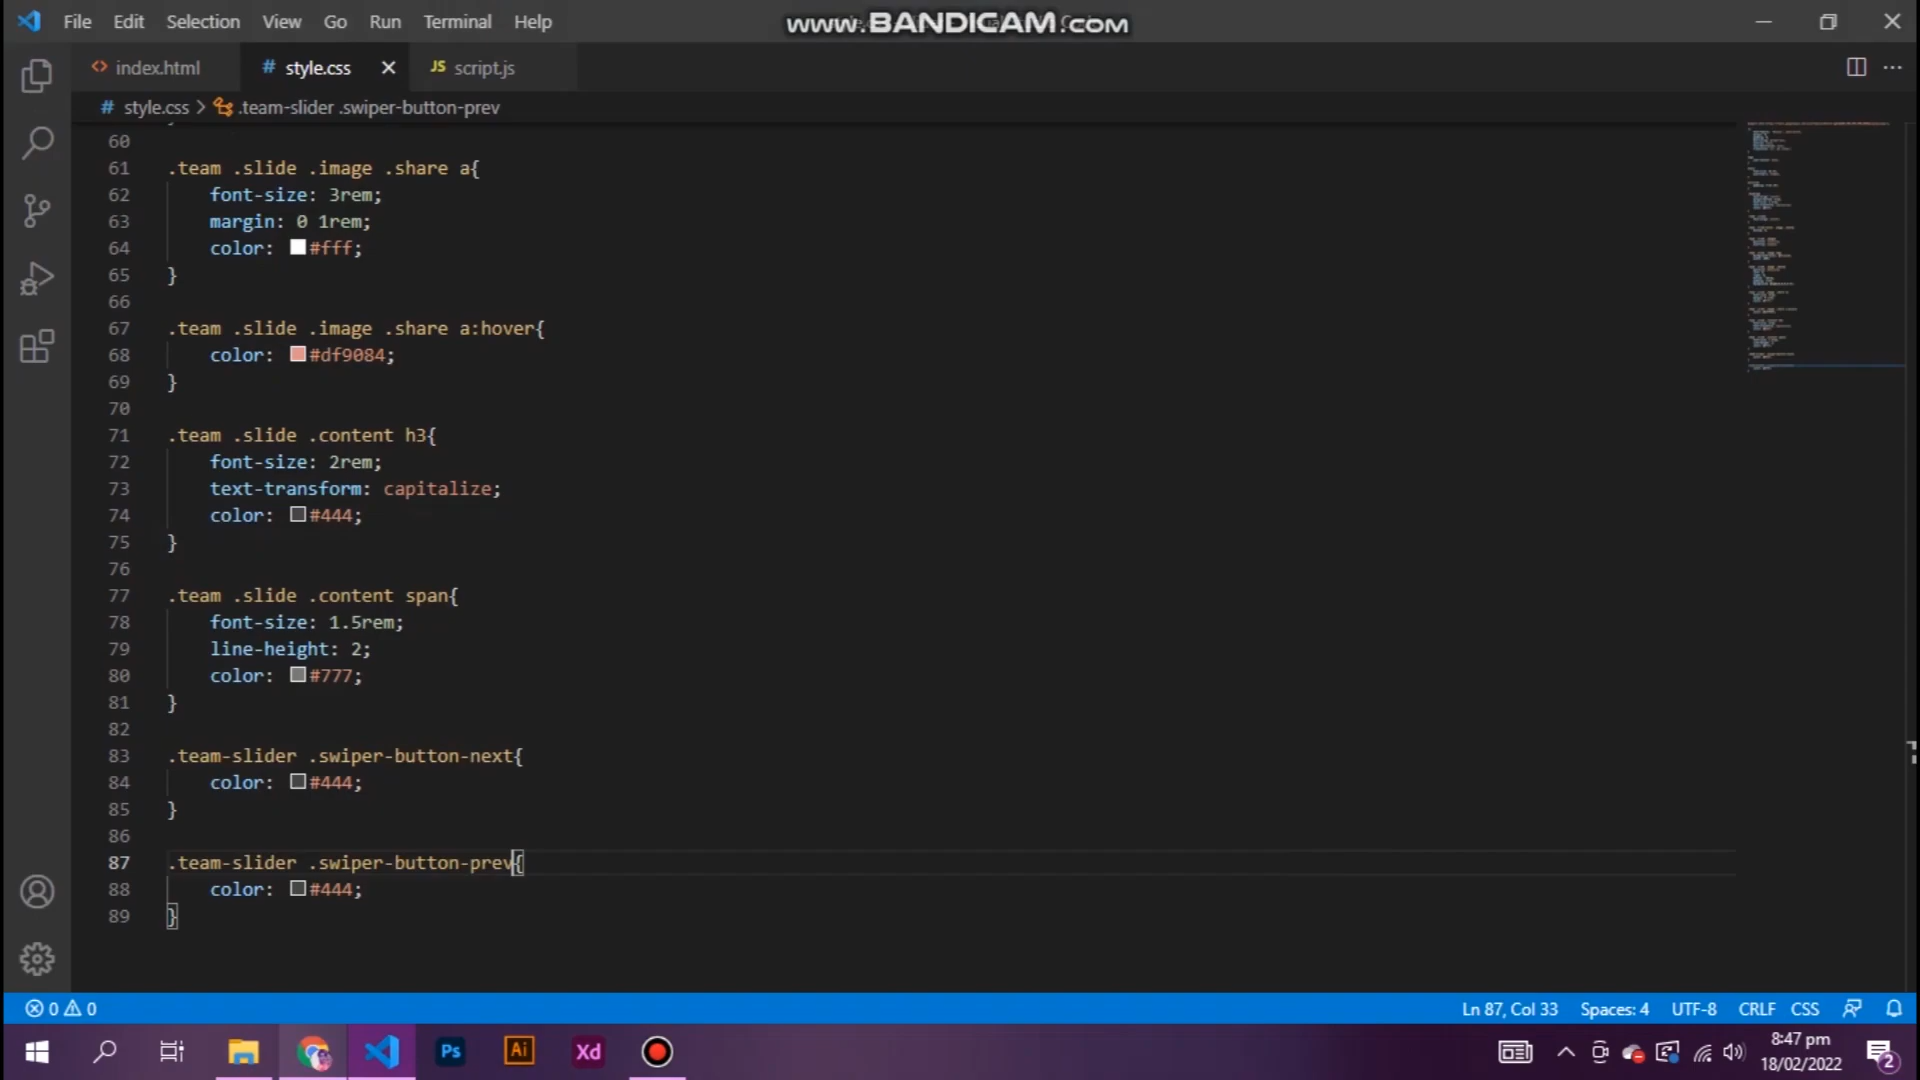 File Edit Selection View Go Run Terminal Help
www.BANDICAM.com
index.html style.css script.js
style.css > .team-slider .swiper-button-prev
60
61 .team .slide .image .share a{
62 font-size: 3rem;
63 margin: 0 1rem;
64 color: #fff;
65 }
66
67 .team .slide .image .share a:hover{
68 color: #df9084;
69 }
70
71 .team .slide .content h3{
72 font-size: 2rem;
73 text-transform: capitalize;
74 color: #444;
75 }
76
77 .team .slide .content span{
78 font-size: 1.5rem;
79 line-height: 2;
80 color: #777;
81 }
82
83 .team-slider .swiper-button-next{
84 color: #444;
85 }
86
87 .team-slider .swiper-button-prev{
88 color: #444;
89 }
0 0 Ln 87, Col 33 Spaces: 4 UTF-8 CRLF CSS
Ps Ai Xd
8:47 pm
18/02/2022
2